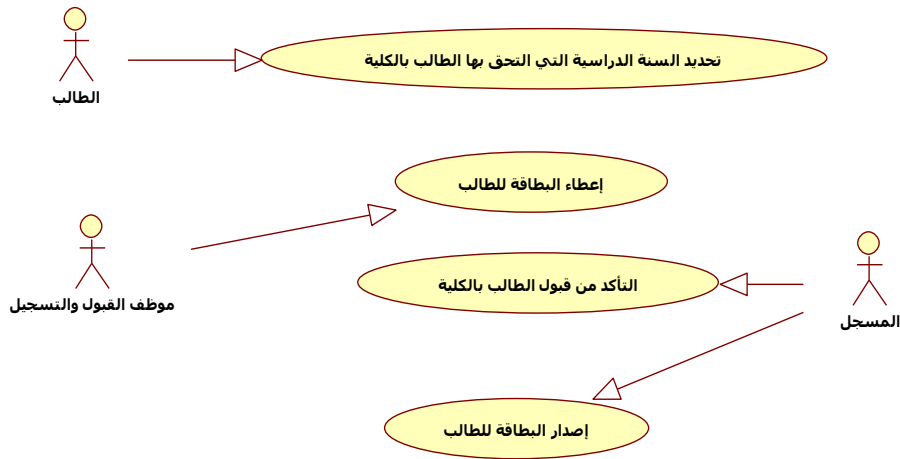 تحديد السنة الدراسية التي التحق بها الطالب بالكلية
الطالب
إعطاء البطاقة للطالب
التأكد من قبول الطالب بالكلية
موظف القبول والتسجيل
المسجل
إصدار البطاقة للطالب